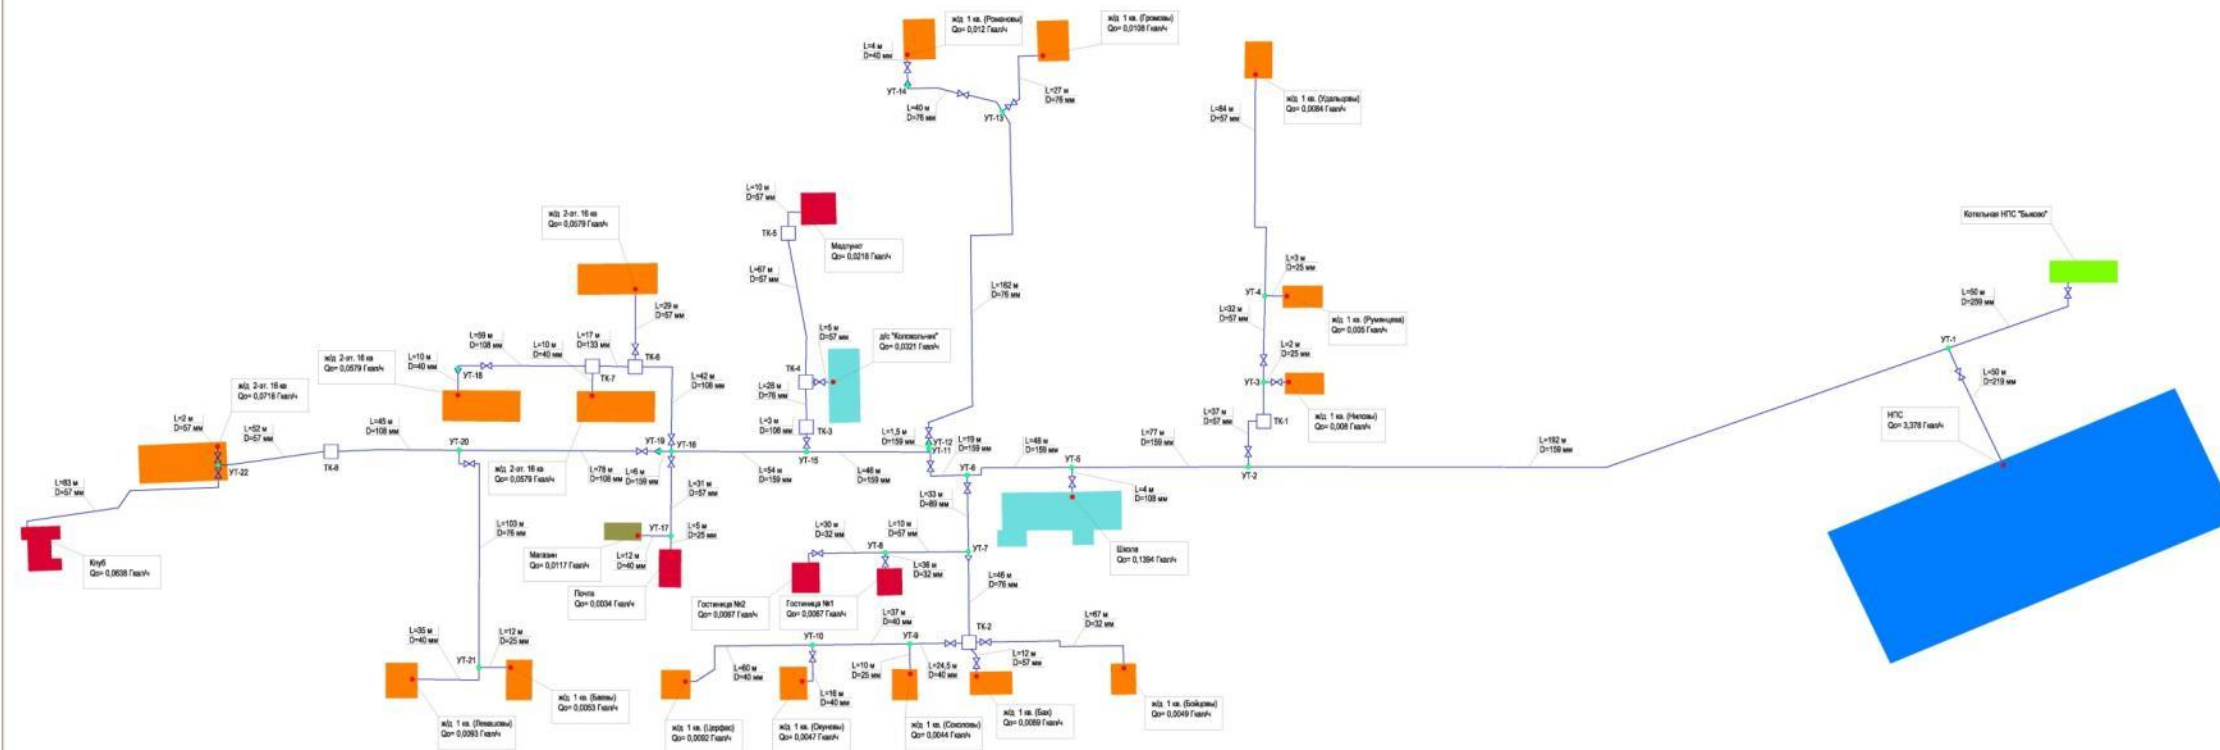 ж/д 1 кв. (Романовы)
Qо= 0,012 Гкал/ч
ж/д 1 кв. (Громовы)
Qо= 0,0108 Гкал/ч
L=4 м
D=40 мм
УТ-14
L=40 м
D=76 мм
L=27 м
D=76 мм
УТ-13
ж/д 1 кв. (Удальцовы)
Qо= 0,0084 Гкал/ч
L=84 м
D=57 мм
L=10 м
D=57 мм
ТК-5
Медпункт
Qо= 0,0218 Гкал/ч
ж/д 2-эт. 16 кв
Qо= 0,0579 Гкал/ч
Котельная НПС "Быково"
L=67 м
D=57 мм
L=162 м
D=76 мм
L=3 м
D=25 мм
УТ-4
ж/д 1 кв. (Румянцева)
Qо= 0,005 Гкал/ч
L=32 м
D=57 мм
L=50 м
D=259 мм
УТ-1
L=29 м
D=57 мм
L=5 м
D=57 мм
д/с "Колокольчик"
Qо= 0,0321 Гкал/ч
L=59 м
D=108 мм
L=10 м
D=40 мм
L=17 м
D=133 мм
ТК-6
ТК-7
ж/д 2-эт. 16 кв
Qо= 0,0579 Гкал/ч
L=10 м
D=40 мм
УТ-18
L=42 м
D=108 мм
ТК-4
L=28 м
D=76 мм
L=2 м
D=25 мм
УТ-3
L=50 м
D=219 мм
ж/д 2-эт. 16 кв
Qо= 0,0718 Гкал/ч
L=2 м
D=57 мм
L=52 м
D=57 мм
L=45 м
D=108 мм
L=3 м
D=108 мм
ТК-3
L=37 м
D=57 мм
ТК-1
ж/д 1 кв. (Ниловы)
Qо= 0,008 Гкал/ч
НПС
Qо= 3,378 Гкал/ч
УТ-20
УТ-19
УТ-16
УТ-15
L=1,5 м
D=159 мм
УТ-12
УТ-11
L=19 м
D=159 мм
L=48 м
D=159 мм
L=77 м
D=159 мм
L=192 м
D=159 мм
УТ-22
ТК-8
ж/д 2-эт. 16 кв
Qо= 0,0579 Гкал/ч
L=78 м
D=108 мм
L=6 м
D=159 мм
L=54 м
D=159 мм
L=48 м
D=159 мм
УТ-6
УТ-5
УТ-2
L=83 м
D=57 мм
L=31 м
D=57 мм
L=33 м
D=89 мм
L=4 м
D=108 мм
L=103 м
D=76 мм
УТ-17
L=5 м
D=25 мм
L=30 м
D=32 мм
L=10 м
D=57 мм
УТ-8
УТ-7
Школа
Qо= 0,1394 Гкал/ч
Клуб
Qо= 0,0638 Гкал/ч
Магазин
Qо= 0,0117 Гкал/ч
L=12 м
D=40 мм
L=38 м
D=32 мм
L=46 м
D=76 мм
Почта
Qо= 0,0034 Гкал/ч
Гостиница №2
Qо= 0,0087 Гкал/ч
Гостиница №1
Qо= 0,0087 Гкал/ч
L=37 м
D=40 мм
ТК-2
L=67 м
D=32 мм
L=35 м
D=40 мм
L=12 м
D=25 мм
УТ-21
УТ-10
УТ-9
L=60 м
D=40 мм
L=10 м
D=25 мм
L=24,5 м
D=40 мм
L=12 м
D=57 мм
L=16 м
D=40 мм
ж/д 1 кв. (Баевы)
Qо= 0,0053 Гкал/ч
ж/д 1 кв. (Левашовы)
Qо= 0,0093 Гкал/ч
ж/д 1 кв. (Церфас)
Qо= 0,0092 Гкал/ч
ж/д 1 кв. (Окуневы)
Qо= 0,0047 Гкал/ч
ж/д 1 кв. (Соколовы)
Qо= 0,0044 Гкал/ч
ж/д 1 кв. (Бах)
Qо= 0,0089 Гкал/ч
ж/д 1 кв. (Бойцовы)
Qо= 0,0049 Гкал/ч